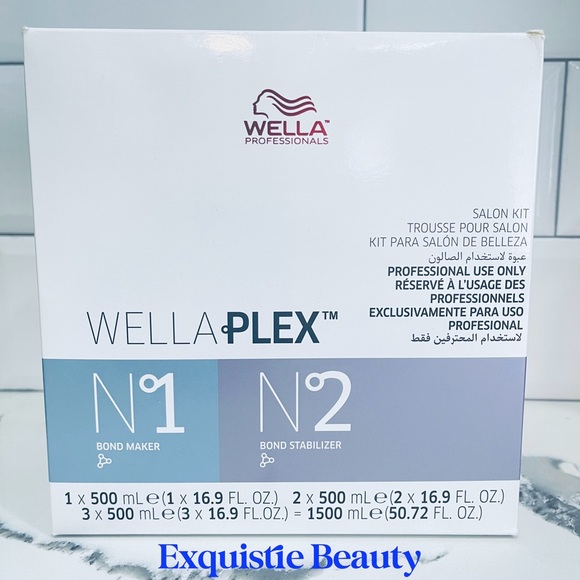 WELLA™
PROFESSIONALS
SALON KIT
TROUSSE POUR SALON
KIT PARA SALÓN DE BELLEZA
عبوة لاستخدام الصالون
PROFESSIONAL USE ONLY
RÉSERVÉ À L'USAGE DES
PROFESSIONNELS
EXCLUSIVAMENTE PARA USO
PROFESIONAL
لاستخدام المحترفين فقط
WELLAPLEX™
Nº1
BOND MAKER
Nº2
BOND STABILIZER
1 x 500 mL℮(1 x 16.9 FL. OZ.) 2 x 500 mL℮(2 x 16.9 FL. OZ.)
3 x 500 mL℮(3 x 16.9 FL.OZ.) = 1500 mL℮(50.72 FL. OZ.)
Exquistie Beauty